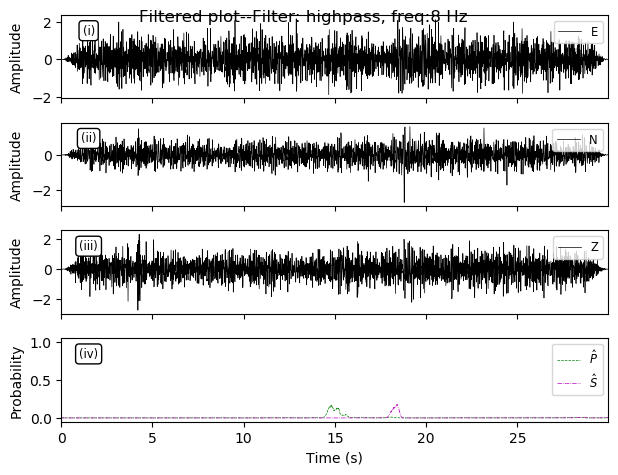 Filtered plot--Filter: highpass, freq:8 Hz
Amplitude
2
0
−2
(i)
E
Amplitude
0
−2
(ii)
N
Amplitude
2
0
−2
(iii)
Z
Probability
1.0
0.5
0.0
(iv)
P̂
Ŝ
0 5 10 15 20 25
Time (s)